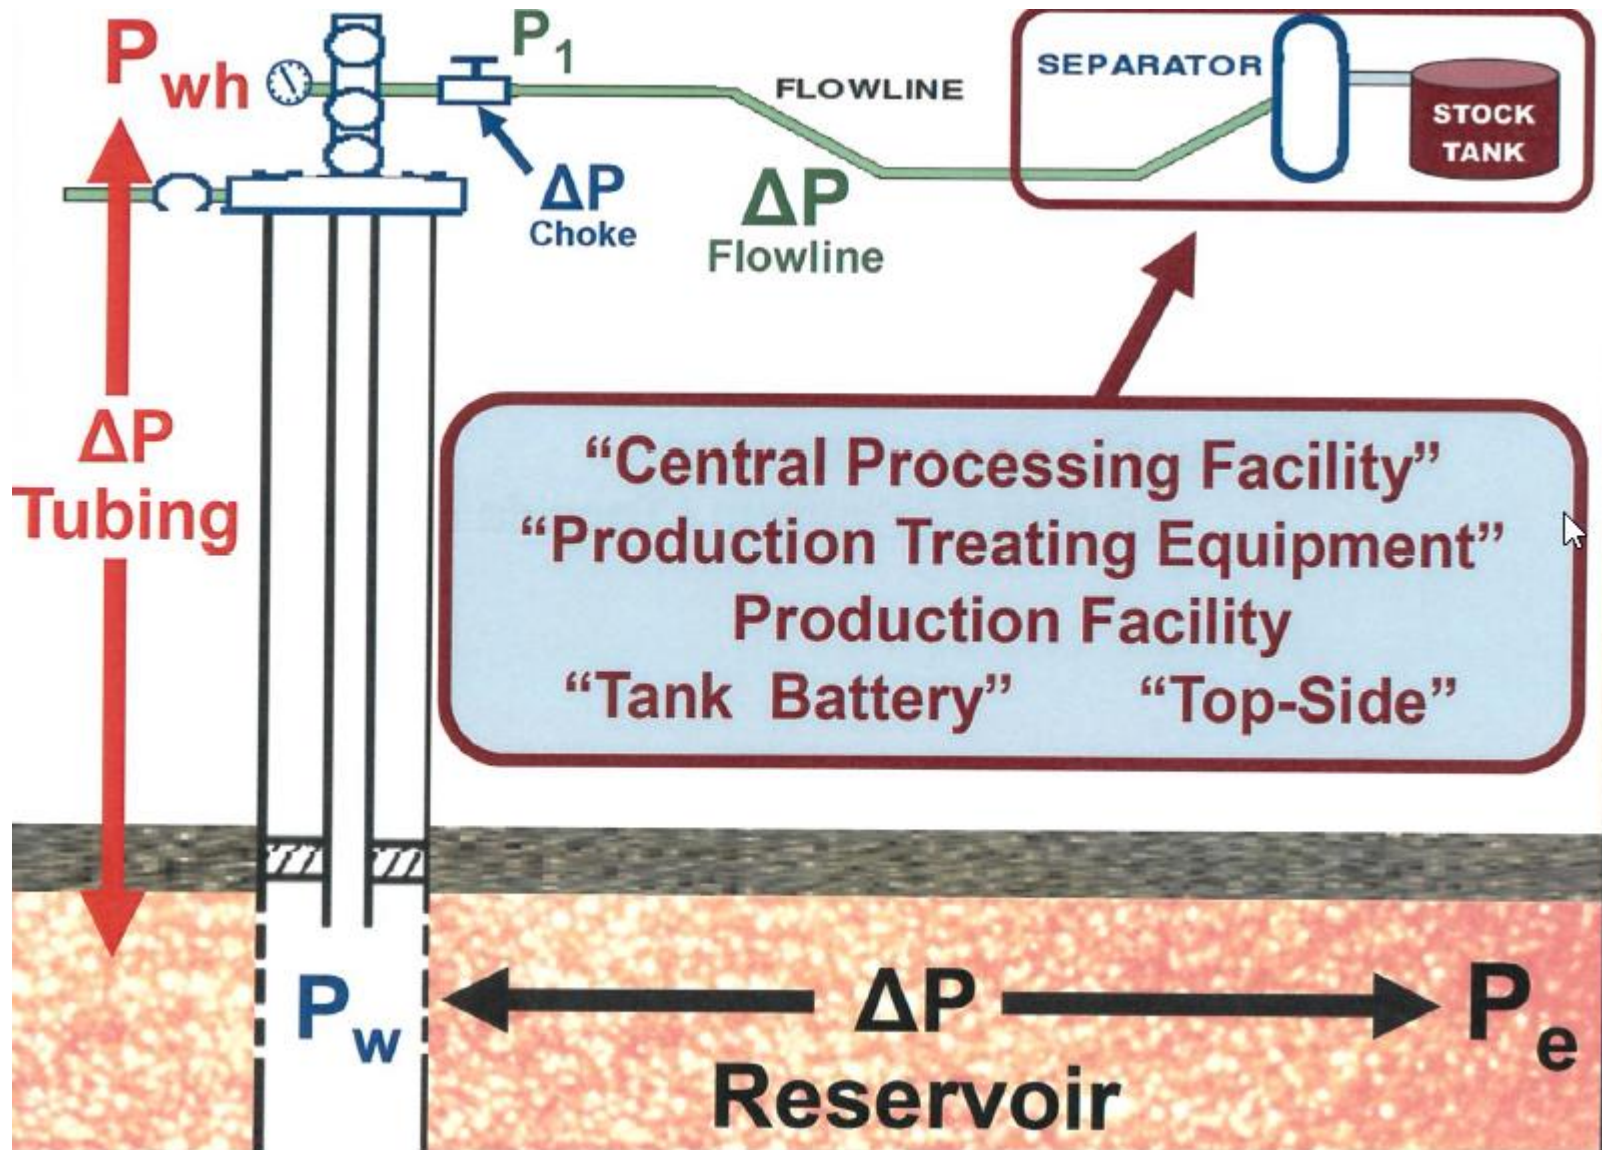 P wh
P1
FLOWLINE
SEPARATOR
STOCK
TANK
ΔP
Choke
ΔP
Flowline
ΔP
Tubing
“Central Processing Facility”
“Production Treating Equipment”
Production Facility
“Tank Battery” “Top-Side”
Pw
ΔP
Reservoir
Pe